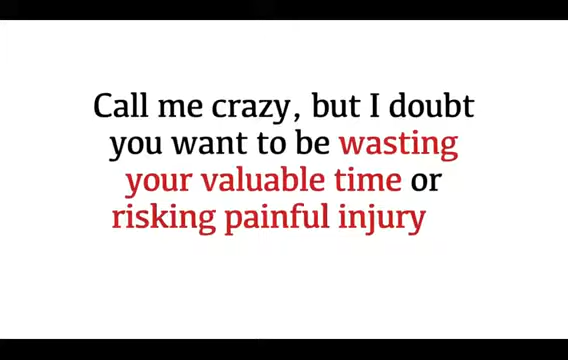 Call me crazy, but I doubt
you want to be wasting
your valuable time or
risking painful injury